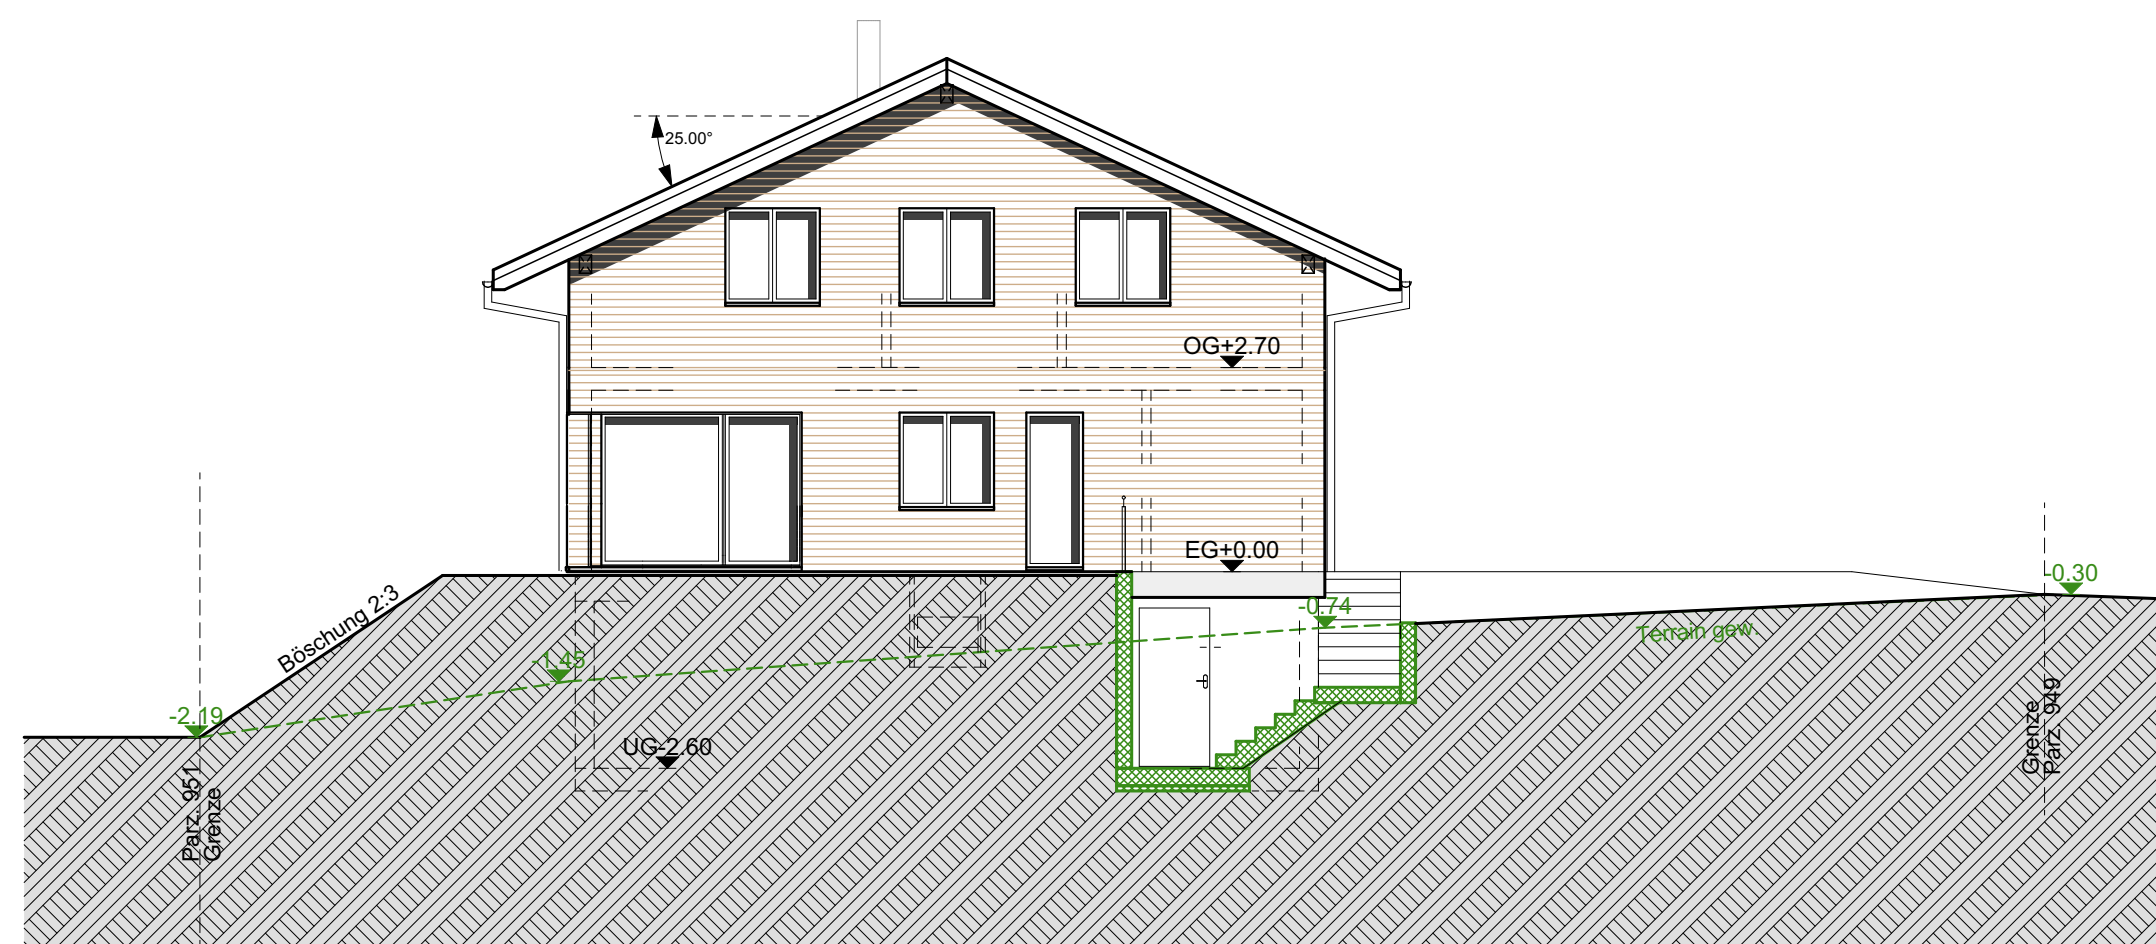 25.00°
OG+2.70
EG+0.00
-0.30
-0.74
Böschung 2:3
Terrain gew.
-1.45
-2.19
UG-2.60
Parz. 951
Grenze
Grenze
Parz. 949